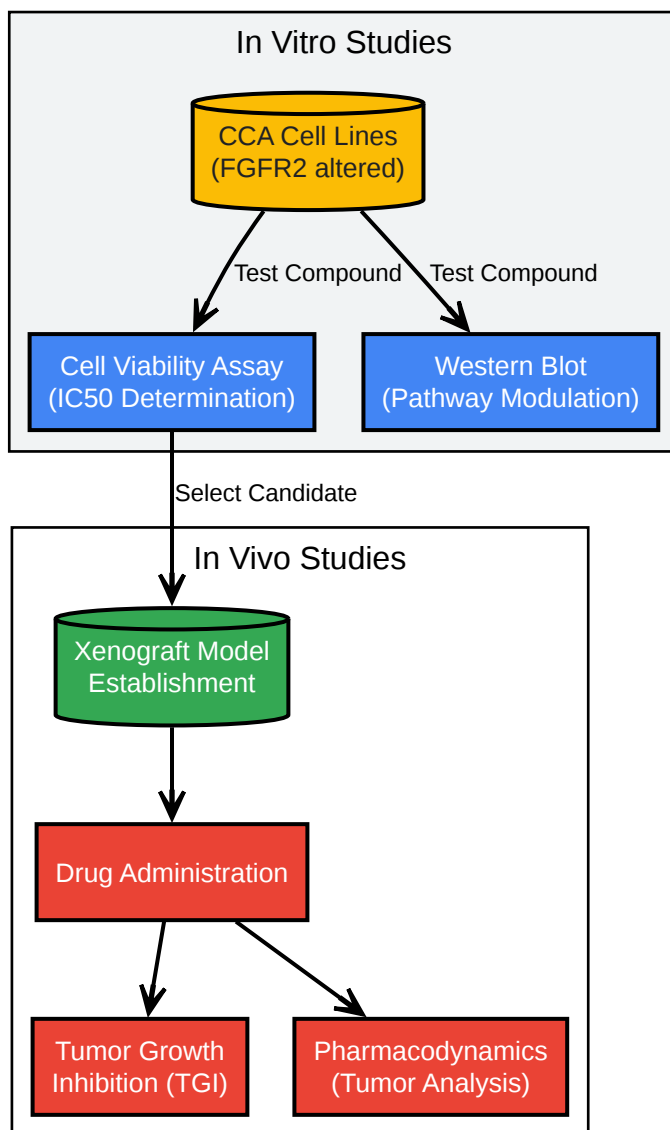 In Vitro Studies
CCA Cell Lines
(FGFR2 altered)
Test Compound
Test Compound
Cell Viability Assay
(IC50 Determination)
Western Blot
(Pathway Modulation)
Select Candidate
In Vivo Studies
Xenograft Model
Establishment
Drug Administration
Tumor Growth
Inhibition (TGI)
Pharmacodynamics
(Tumor Analysis)